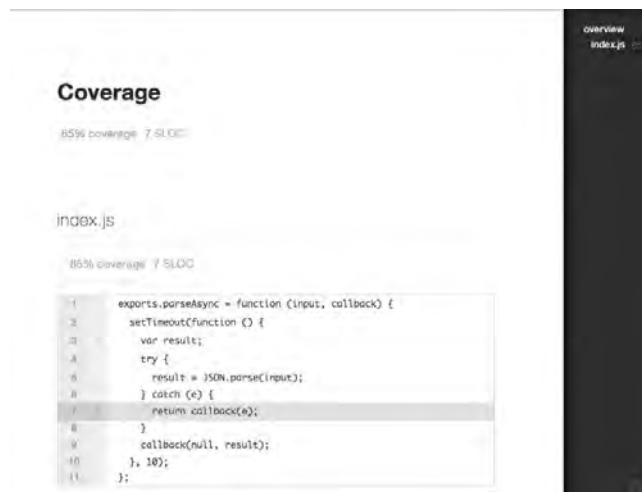 overview
index.js
Coverage
85% coverage 7 SLOC
index.js
85% coverage 7 SLOC
1 exports.parseAsync = function (input, callback) {
2 setTimeout(function () {
3 var result;
4 try {
5 result = JSON.parse(input);
6 } catch (e) {
7 return callback(e);
8 }
9 callback(null, result);
10 }, 10);
11 };